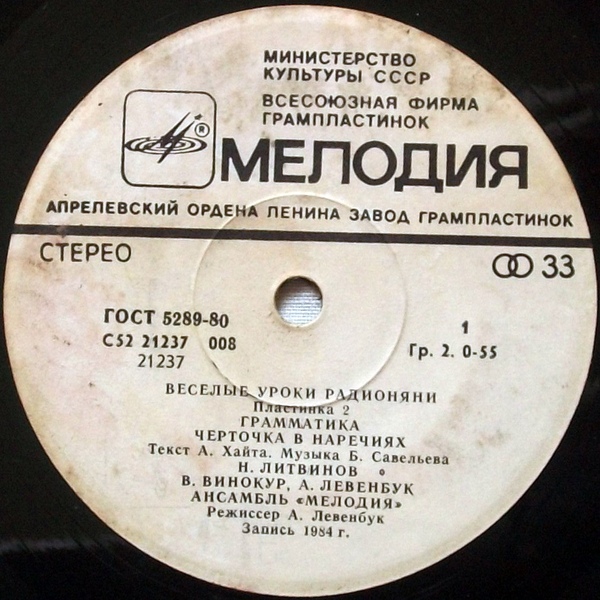 МИНИСТЕРСТВО
КУЛЬТУРЫ СССР
ВСЕСОЮЗНАЯ ФИРМА
ГРАМПЛАСТИНОК
®
МЕЛОДИЯ
АПРЕЛЕВСКИЙ ОРДЕНА ЛЕНИНА ЗАВОД ГРАМПЛАСТИНОК
СТЕРЕО
33
ГОСТ 5289-80
С52 21237 008
21237
1
Гр. 2. 0-55
ВЕСЕЛЫЕ УРОКИ РАДИОНЯНИ
Пластинка 2
ГРАММАТИКА
ЧЕРТОЧКА В НАРЕЧИЯХ
Текст А. Хайта. Музыка Б. Савельева
Н. ЛИТВИНОВ
В. ВИНОКУР, А. ЛЕВЕНБУК
АНСАМБЛЬ «МЕЛОДИЯ»
Режиссер А. Левенбук
Запись 1984 г.